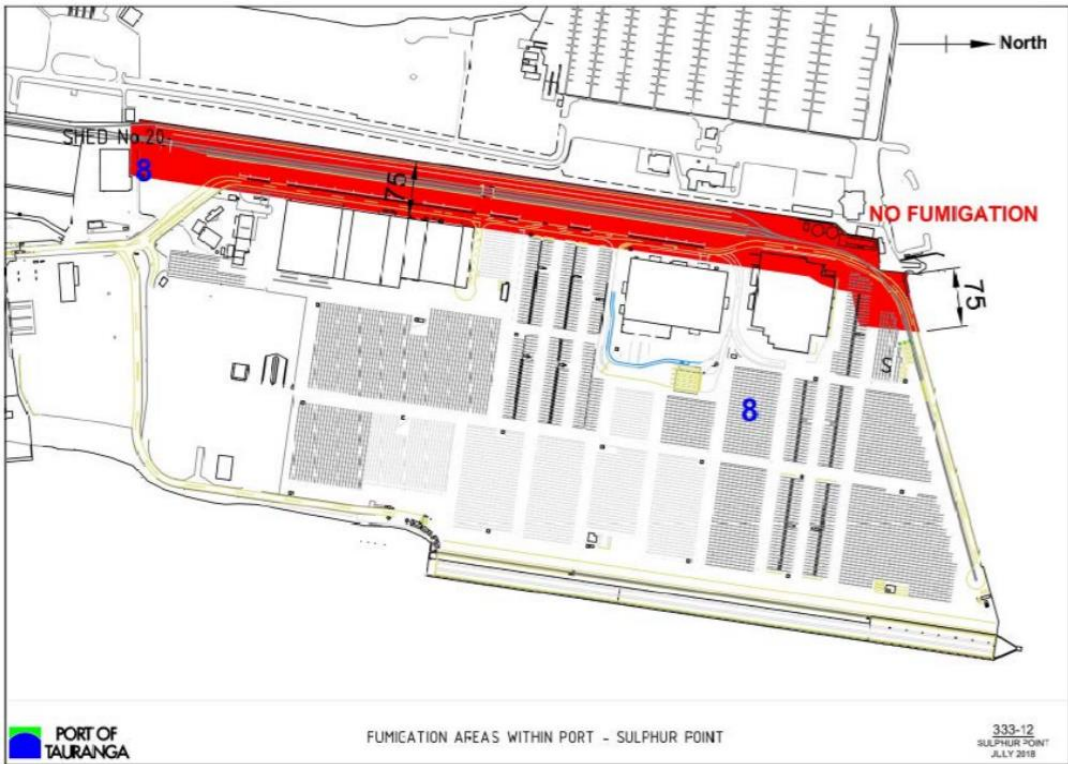 North
SHED No.20
8
75
NO FUMIGATION
75
S
8
PORT OF
TAURANGA
FUMICATION AREAS WITHIN PORT - SULPHUR POINT
333-12
SULPHUR POINT
JULY 2018